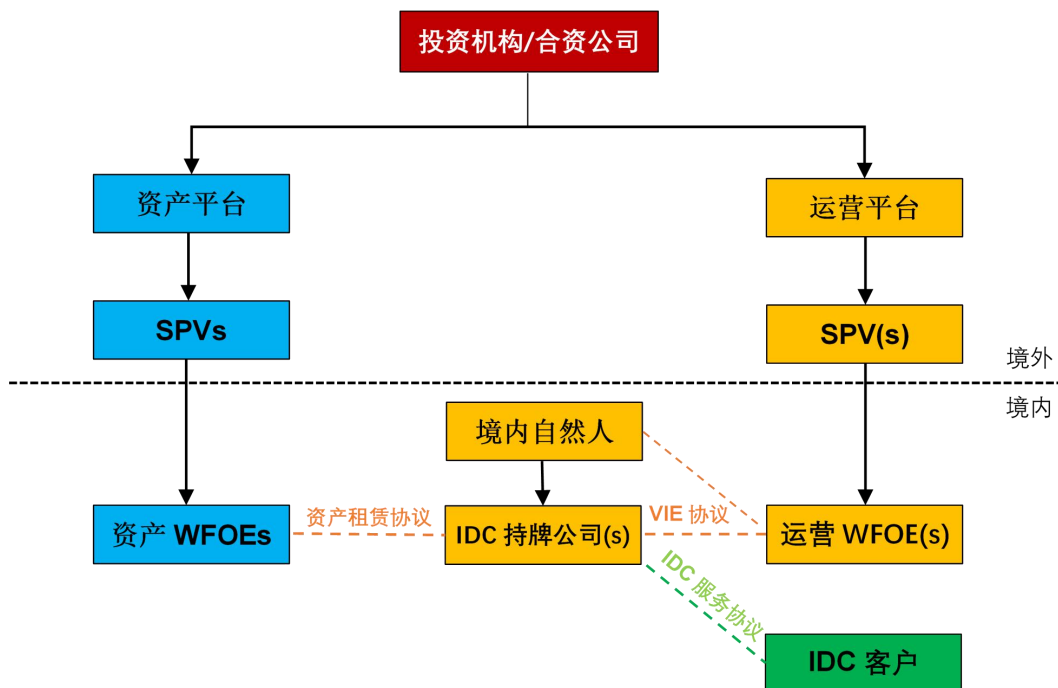 投资机构/合资公司
资产平台
运营平台
SPVs
SPV(s)
境外
境内
境内自然人
资产 WFOEs
资产租赁协议
IDC 持牌公司(s)
VIE 协议
运营 WFOE(s)
IDC 服务协议
IDC 客户